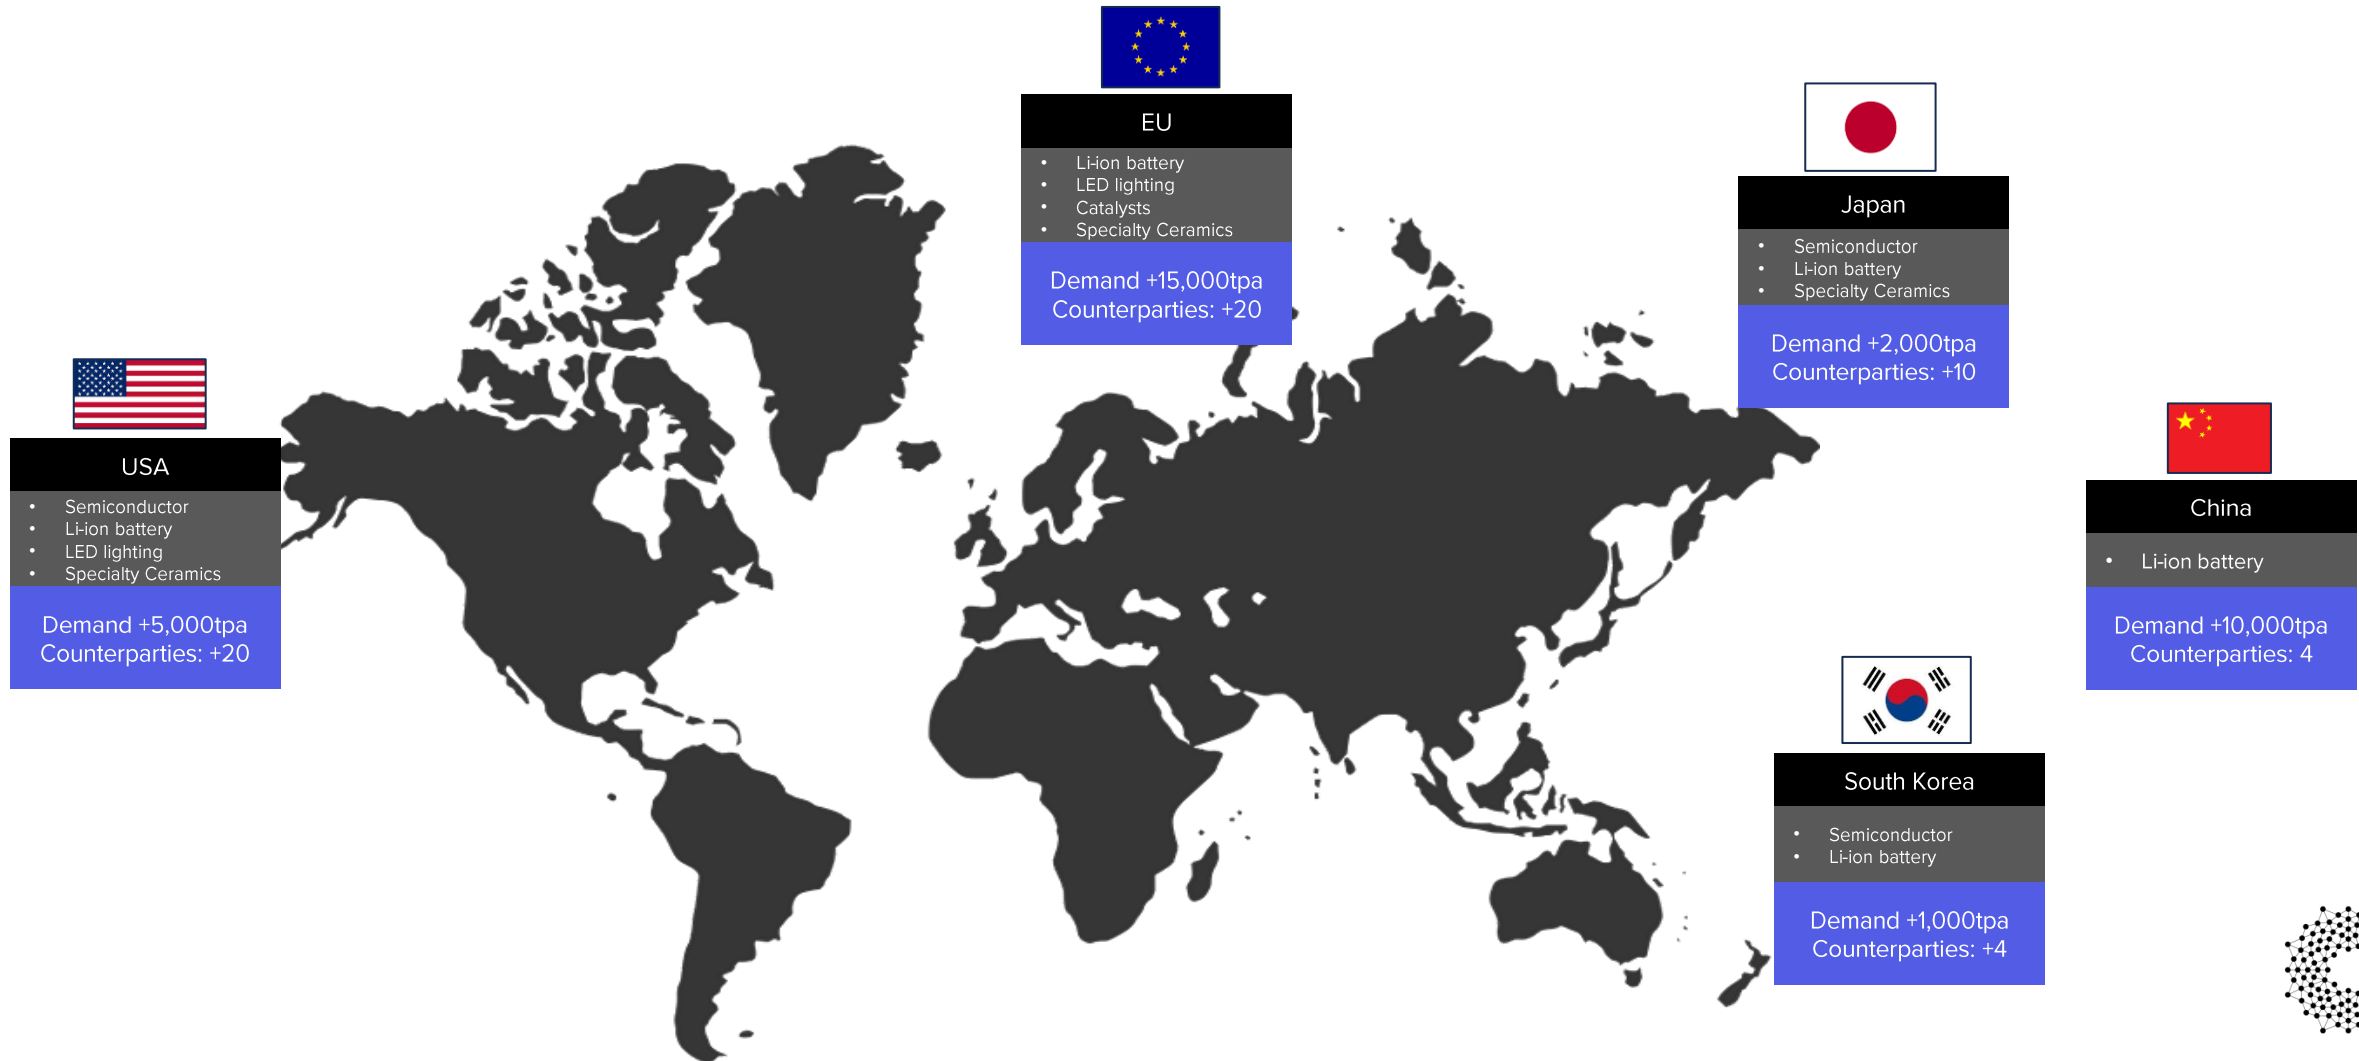 EU
• Li-ion battery
• LED lighting
• Catalysts
• Specialty Ceramics
Demand +15,000tpa
Counterparties: +20
Japan
• Semiconductor
• Li-ion battery
• Specialty Ceramics
Demand +2,000tpa
Counterparties: +10
USA
• Semiconductor
• Li-ion battery
• LED lighting
• Specialty Ceramics
Demand +5,000tpa
Counterparties: +20
China
• Li-ion battery
Demand +10,000tpa
Counterparties: 4
South Korea
• Semiconductor
• Li-ion battery
Demand +1,000tpa
Counterparties: +4